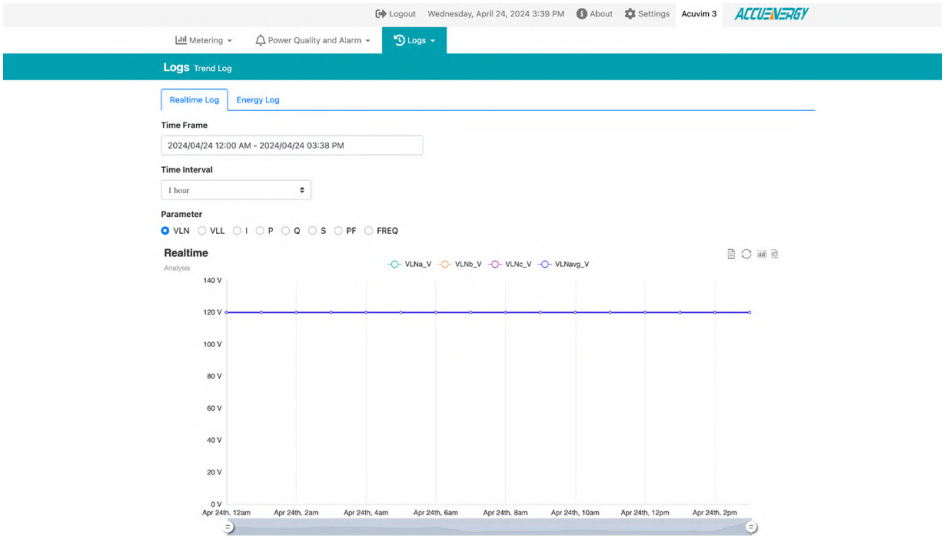 Logout Wednesday, April 24, 2024 3:39 PM About Settings Acuvim 3 ACCUENERGY
Metering Power Quality and Alarm Logs
Logs Trend Log
Realtime Log Energy Log
Time Frame
2024/04/24 12:00 AM - 2024/04/24 03:38 PM
Time Interval
1 hour
Parameter
VLN VLL I P Q S PF FREQ
Realtime
Analysis
VLNa_V VLNb_V VLNc_V VLNavg_V
140 V
120 V
100 V
80 V
60 V
40 V
20 V
0 V
Apr 24th, 12am Apr 24th, 2am Apr 24th, 4am Apr 24th, 6am Apr 24th, 8am Apr 24th, 10am Apr 24th, 12pm Apr 24th, 2pm